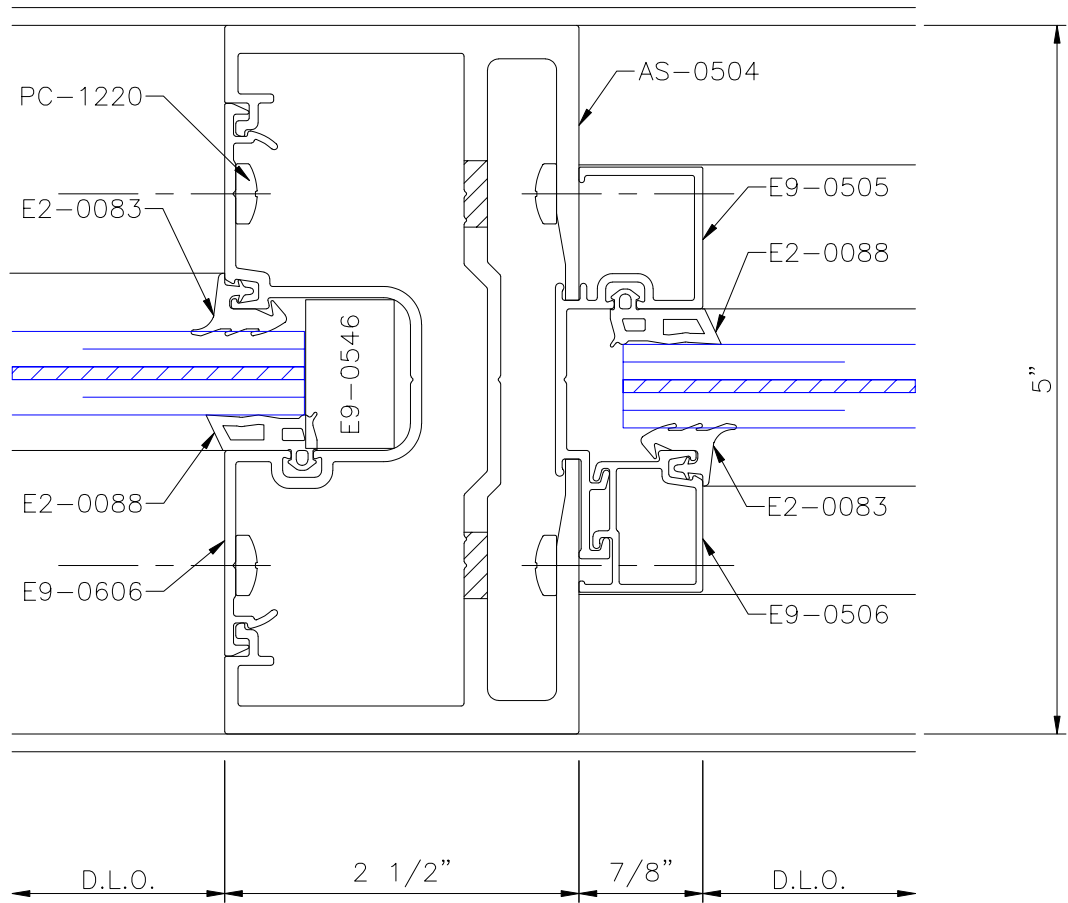 AS-0504
PC-1220
E9-0505
E2-0083
E2-0088
E9-0546
5"
E2-0088
E2-0083
E9-0606
E9-0506
D.L.O.
2 1/2"
7/8"
D.L.O.